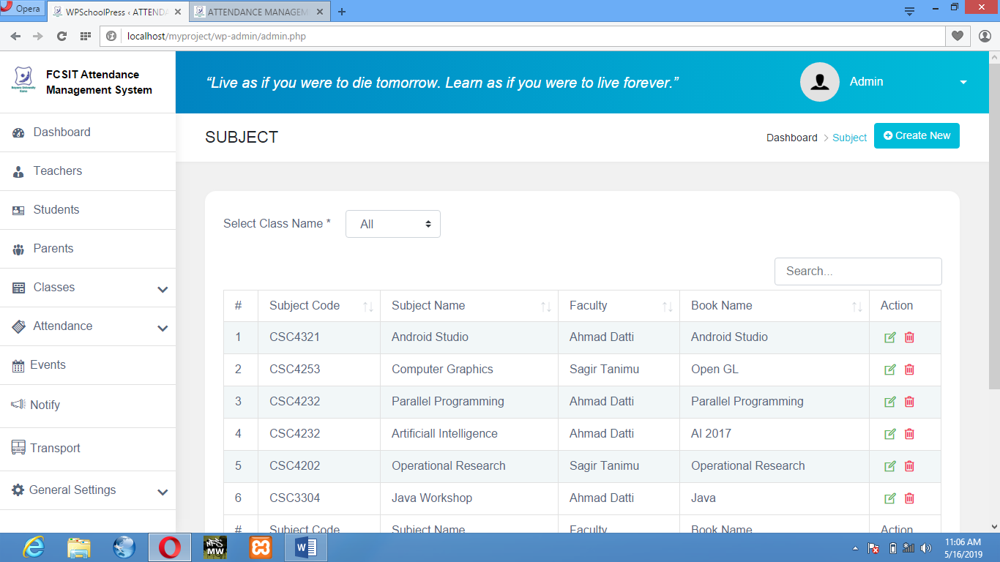 Opera
WPSchoolPress ‹ ATTENDA
ATTENDANCE MANAGEM
localhost/myproject/wp-admin/admin.php
FCSIT Attendance
Management System
“Live as if you were to die tomorrow. Learn as if you were to live forever.”
Admin
SUBJECT
Dashboard > Subject
Create New
Dashboard
Teachers
Students
Parents
Classes
Attendance
Events
Notify
Transport
General Settings
Select Class Name *
All
Search...
# Subject Code Subject Name Faculty Book Name Action
1 CSC4321 Android Studio Ahmad Datti Android Studio
2 CSC4253 Computer Graphics Sagir Tanimu Open GL
3 CSC4232 Parallel Programming Ahmad Datti Parallel Programming
4 CSC4232 Artificiall Intelligence Ahmad Datti AI 2017
5 CSC4202 Operational Research Sagir Tanimu Operational Research
6 CSC3304 Java Workshop Ahmad Datti Java
# Subject Code Subject Name Faculty Book Name Action
NFS
MW
W
11:06 AM
5/16/2019